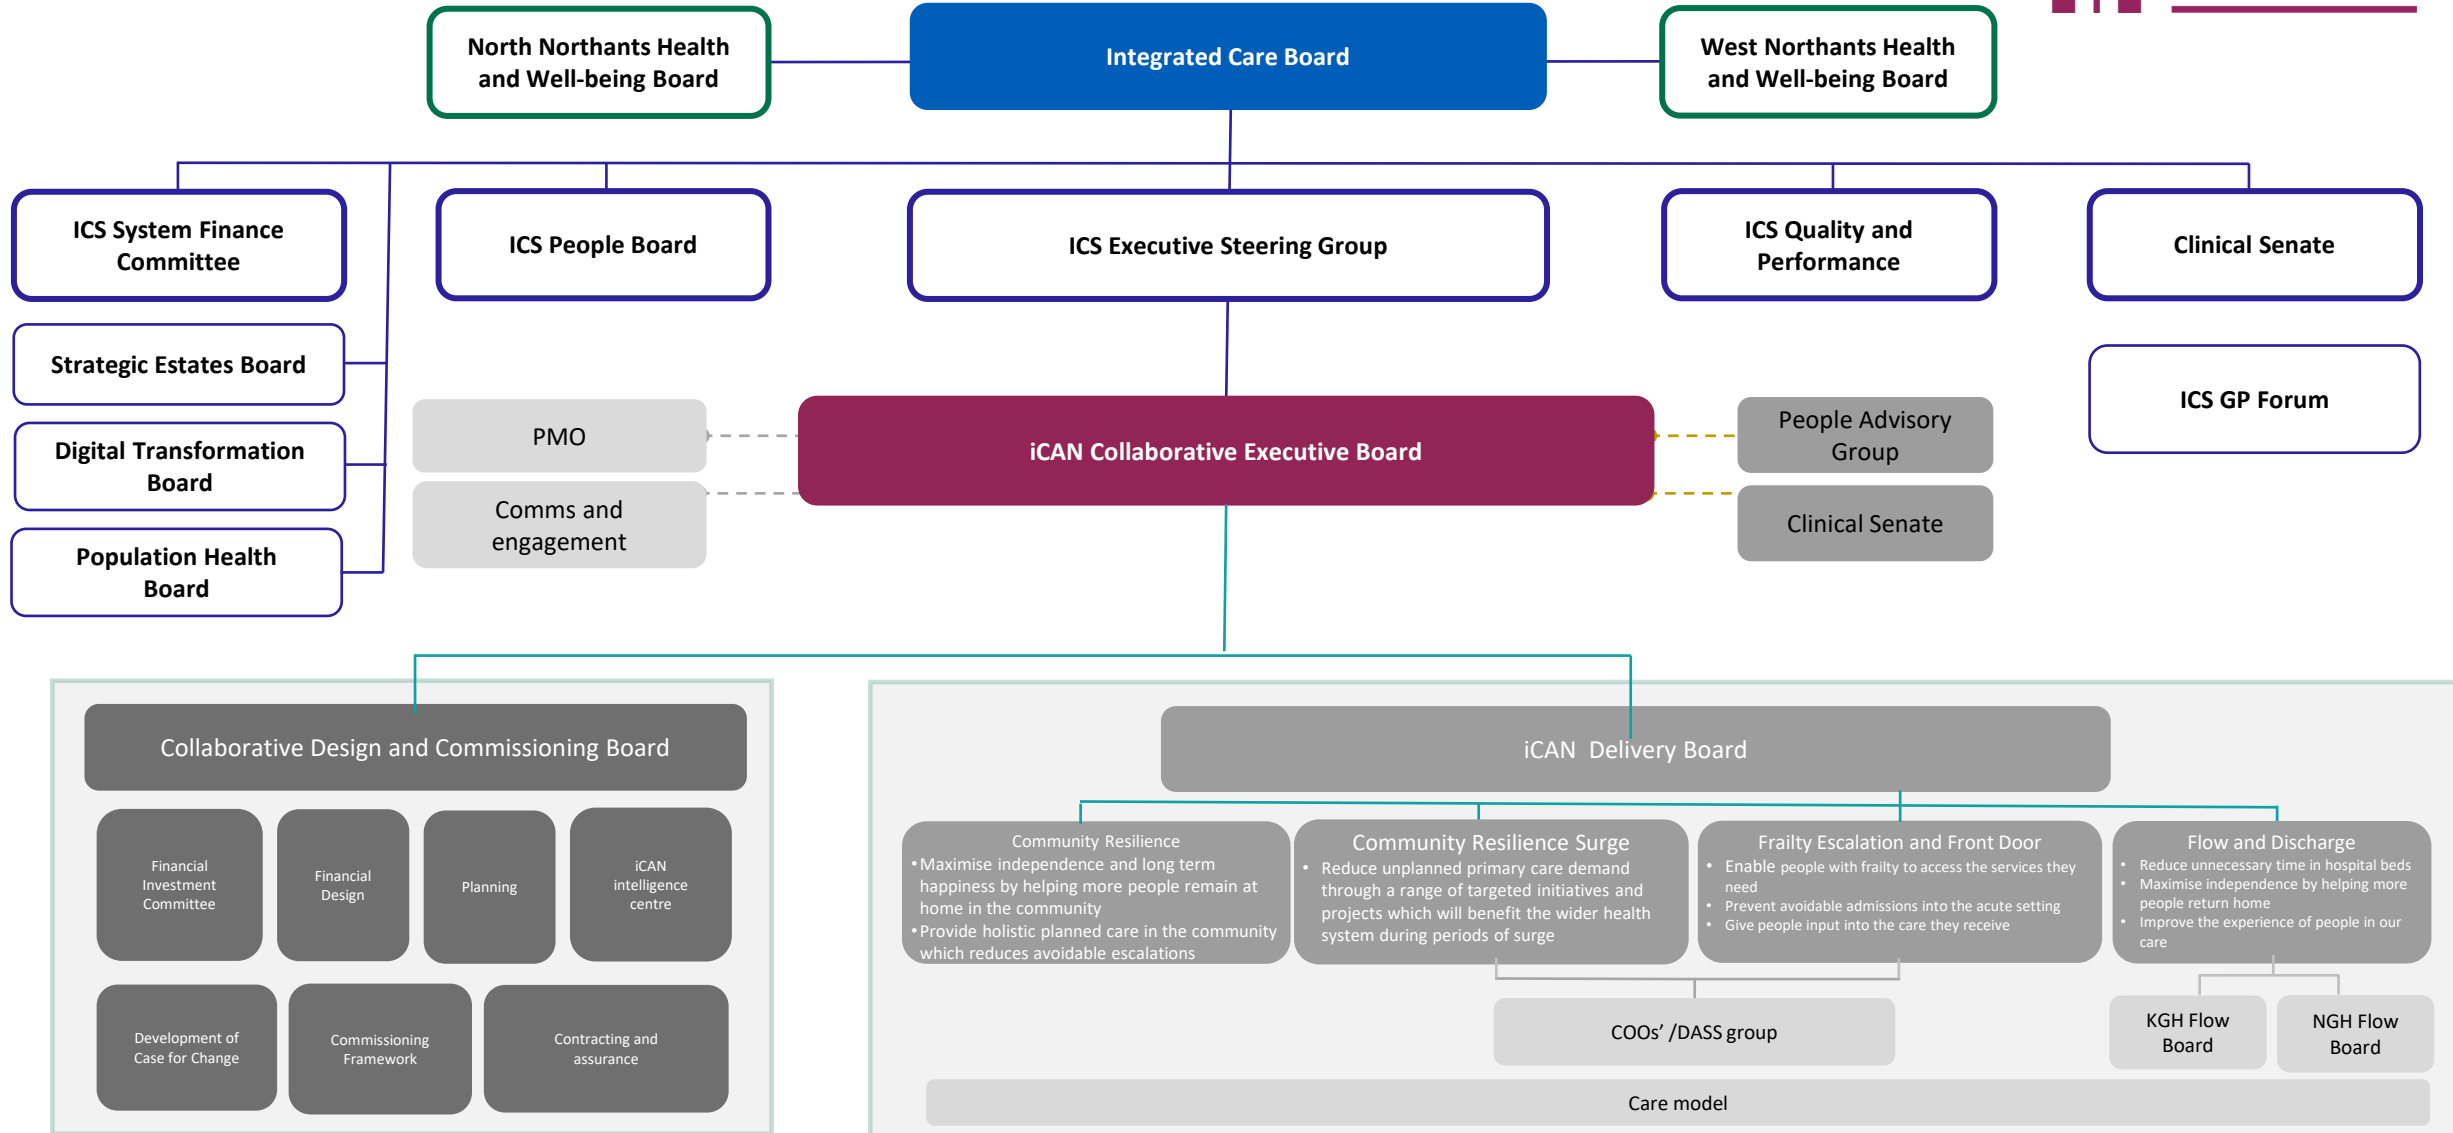 North Northants Health
and Well-being Board
Integrated Care Board
West Northants Health
and Well-being Board
ICS System Finance
Committee
ICS People Board
ICS Executive Steering Group
ICS Quality and
Performance
Clinical Senate
Strategic Estates Board
Digital Transformation
Board
Population Health
Board
PMO
Comms and
engagement
iCAN Collaborative Executive Board
People Advisory
Group
Clinical Senate
ICS GP Forum
Collaborative Design and Commissioning Board
Financial
Investment
Committee
Financial
Design
Planning
iCAN
intelligence
centre
Development of
Case for Change
Commissioning
Framework
Contracting and
assurance
iCAN  Delivery Board
Community Resilience
• Maximise independence and long term
happiness by helping more people remain at
home in the community
• Provide holistic planned care in the community
which reduces avoidable escalations
Community Resilience Surge
• Reduce unplanned primary care demand
through a range of targeted initiatives and
projects which will benefit the wider health
system during periods of surge
Frailty Escalation and Front Door
• Enable people with frailty to access the services they
need
• Prevent avoidable admissions into the acute setting
• Give people input into the care they receive
Flow and Discharge
• Reduce unnecessary time in hospital beds
• Maximise independence by helping more
people return home
• Improve the experience of people in our
care
COOs' /DASS group
KGH Flow
Board
NGH Flow
Board
Care model